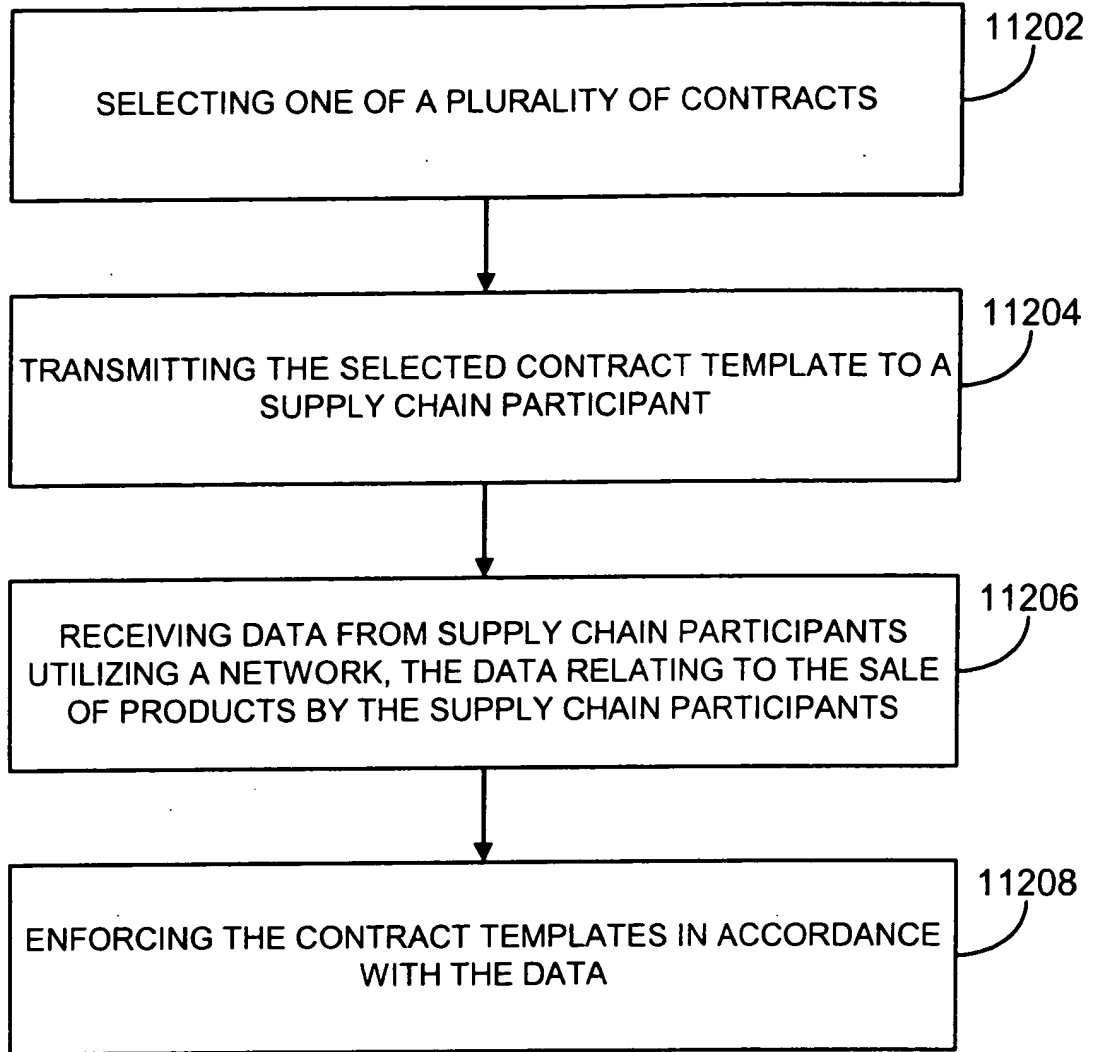 11202
SELECTING ONE OF A PLURALITY OF CONTRACTS
11204
TRANSMITTING THE SELECTED CONTRACT TEMPLATE TO A
SUPPLY CHAIN PARTICIPANT
11206
RECEIVING DATA FROM SUPPLY CHAIN PARTICIPANTS
UTILIZING A NETWORK, THE DATA RELATING TO THE SALE
OF PRODUCTS BY THE SUPPLY CHAIN PARTICIPANTS
11208
ENFORCING THE CONTRACT TEMPLATES IN ACCORDANCE
WITH THE DATA